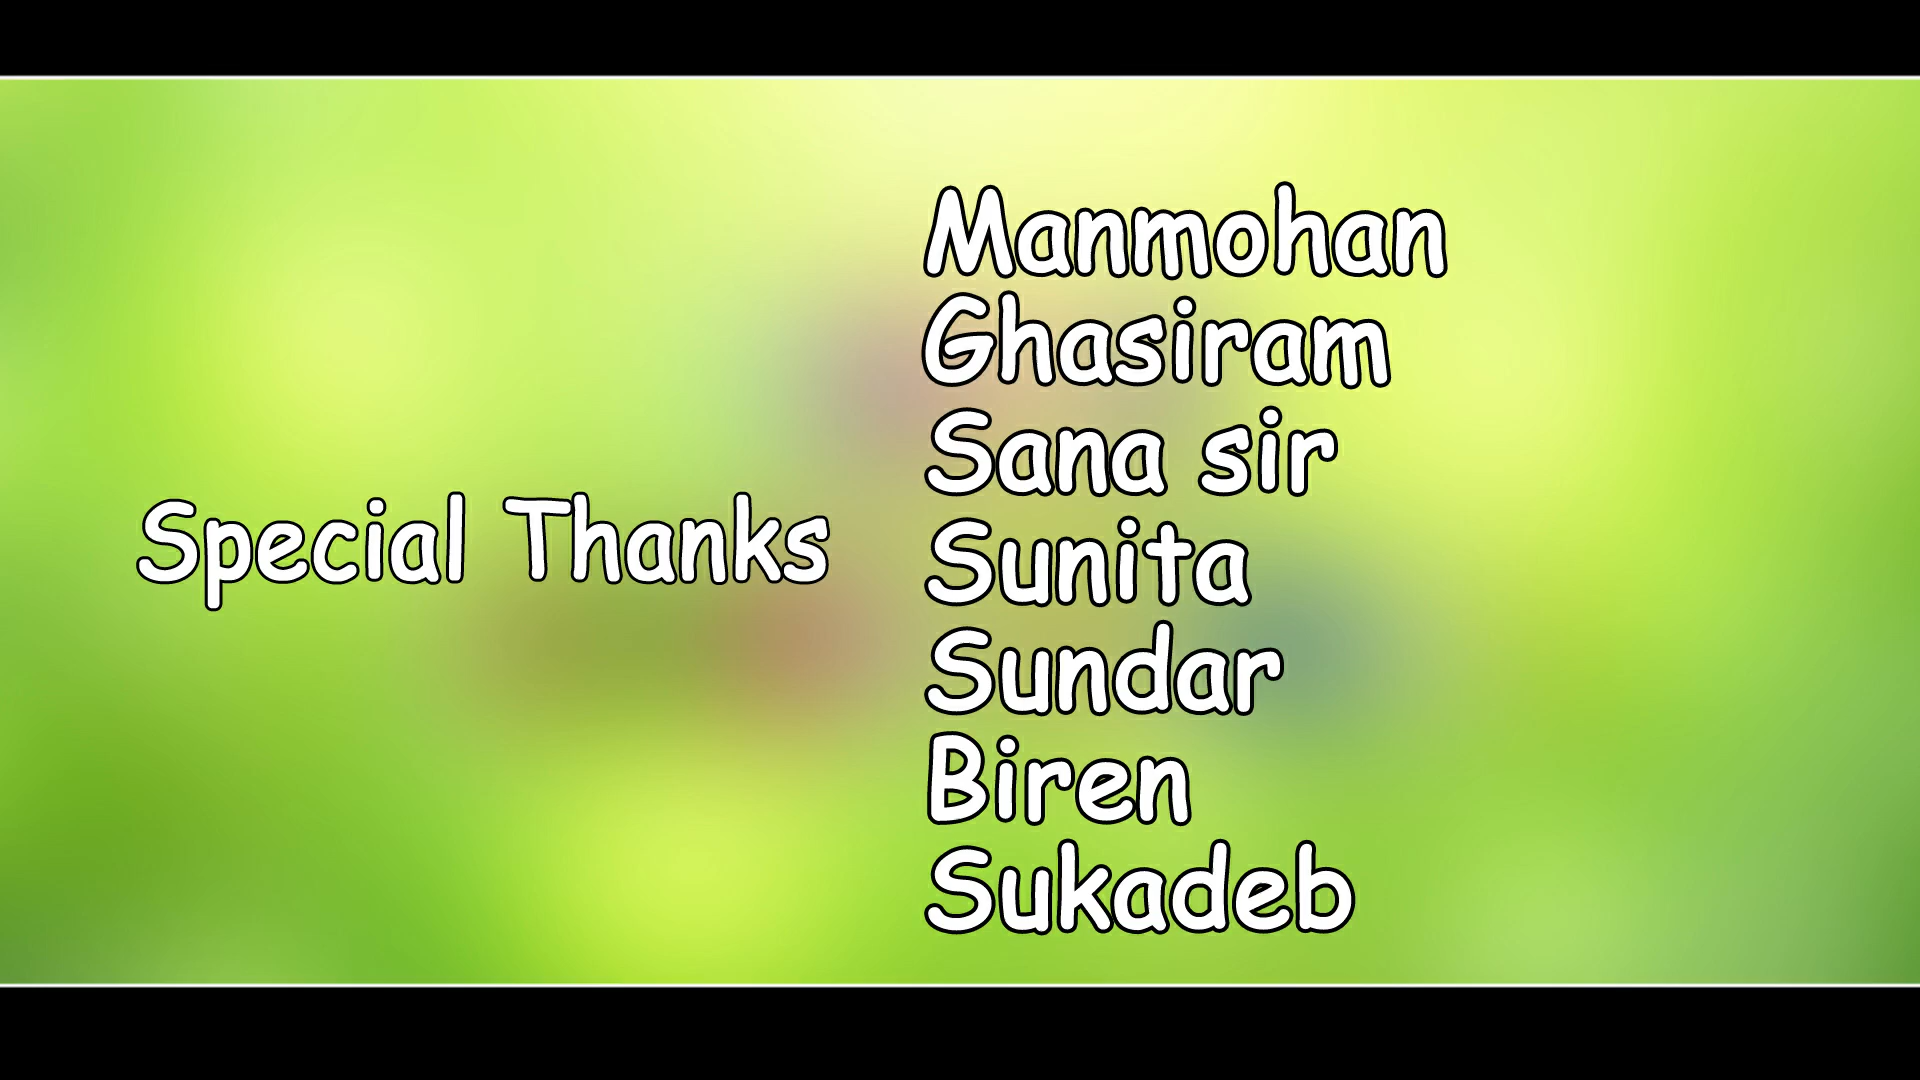 Special Thanks
Manmohan
Ghasiram
Sana sir
Sunita
Sundar
Biren
Sukadeb